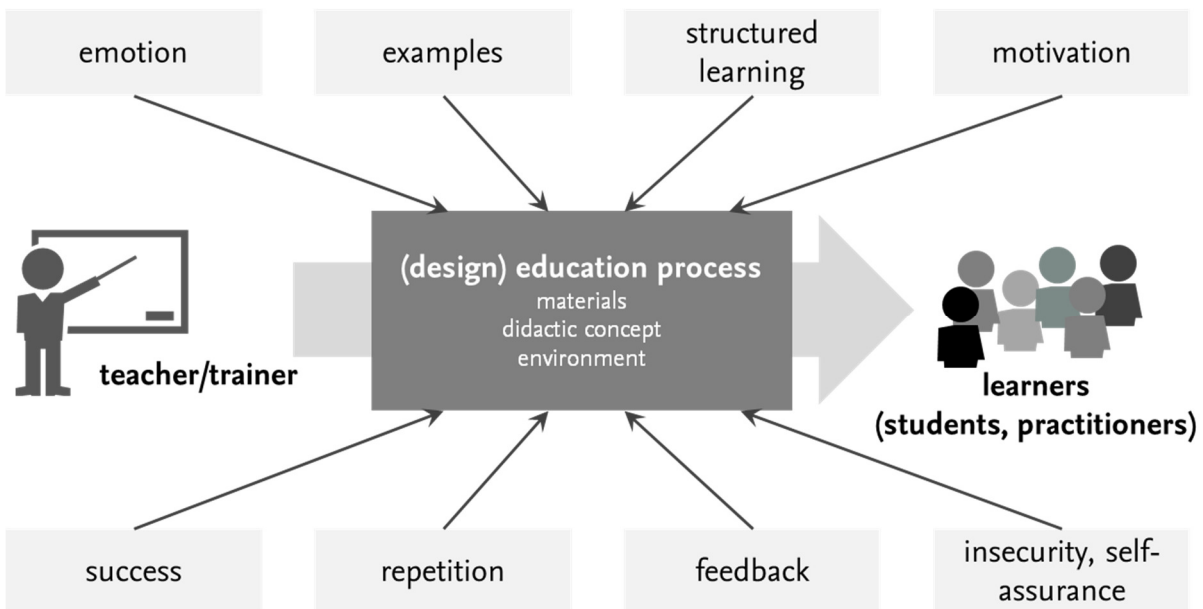 emotion
examples
structured
learning
motivation
(design) education process
materials
didactic concept
environment
teacher/trainer
learners
(students, practitioners)
success
repetition
feedback
insecurity, self-
assurance